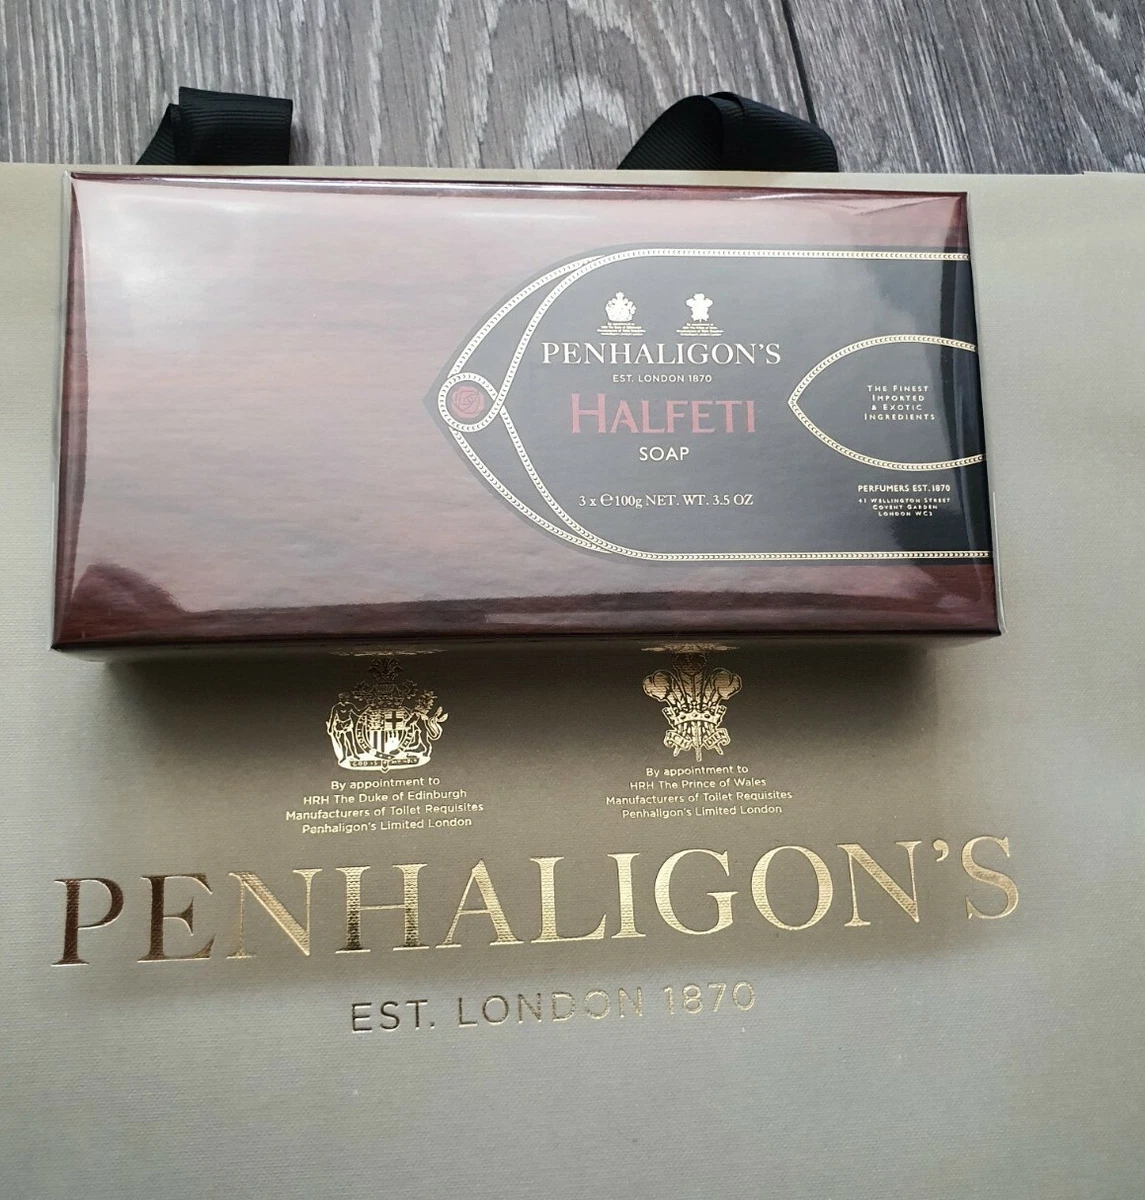 PENHALIGON'S
EST. LONDON 1870
HALFETI
SOAP
3 x ℮100g NET. WT. 3.5 OZ
THE FINEST
IMPORTED
& EXOTIC
INGREDIENTS
PERFUMERS EST.1870
41 WELLINGTON STREET
COVENT GARDEN
LONDON WC2
By appointment to
HRH The Duke of Edinburgh
Manufacturers of Toilet Requisites
Penhaligon's Limited London
By appointment to
HRH The Prince of Wales
Manufacturers of Toilet Requisites
Penhaligon's Limited London
PENHALIGON'S
EST. LONDON 1870